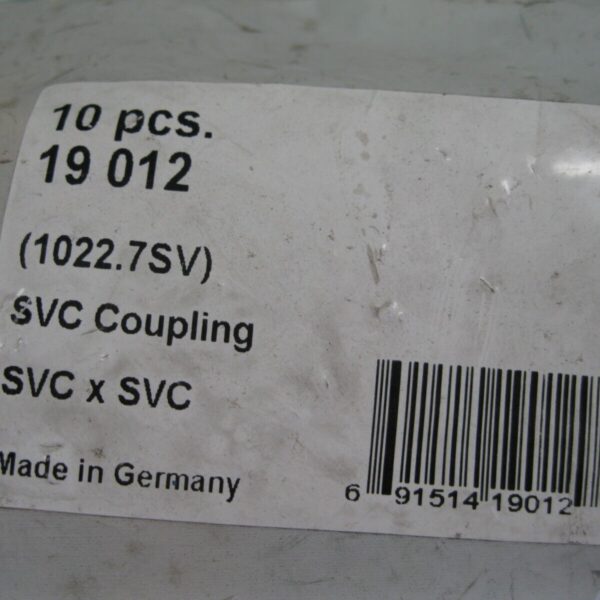 10 pcs.
19 012
(1022.7SV)
SVC Coupling
SVC x SVC
Made in Germany
6 91514 19012